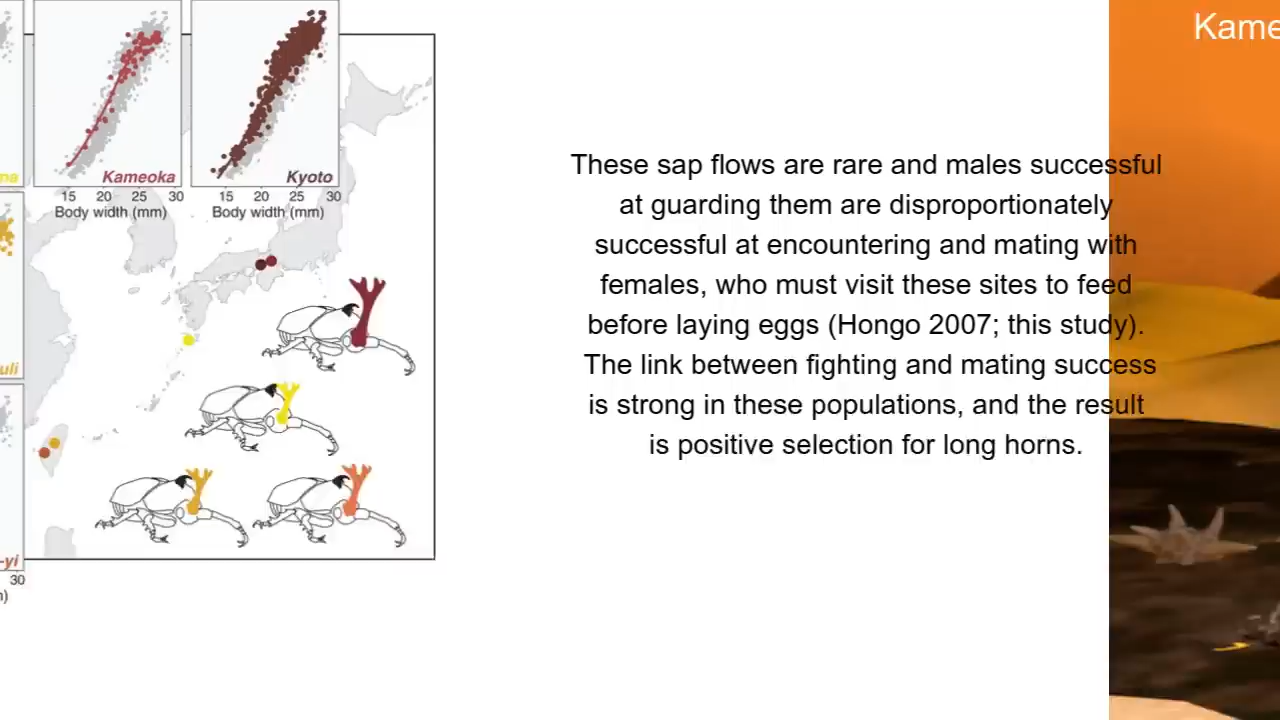 Kame
na
Kameoka
Kyoto
15 20 25 30
15 20 25 30
Body width (mm)
Body width (mm)
uli
-yi
30
)
These sap flows are rare and males successful
at guarding them are disproportionately
successful at encountering and mating with
females, who must visit these sites to feed
before laying eggs (Hongo 2007; this study).
The link between fighting and mating success
is strong in these populations, and the result
is positive selection for long horns.